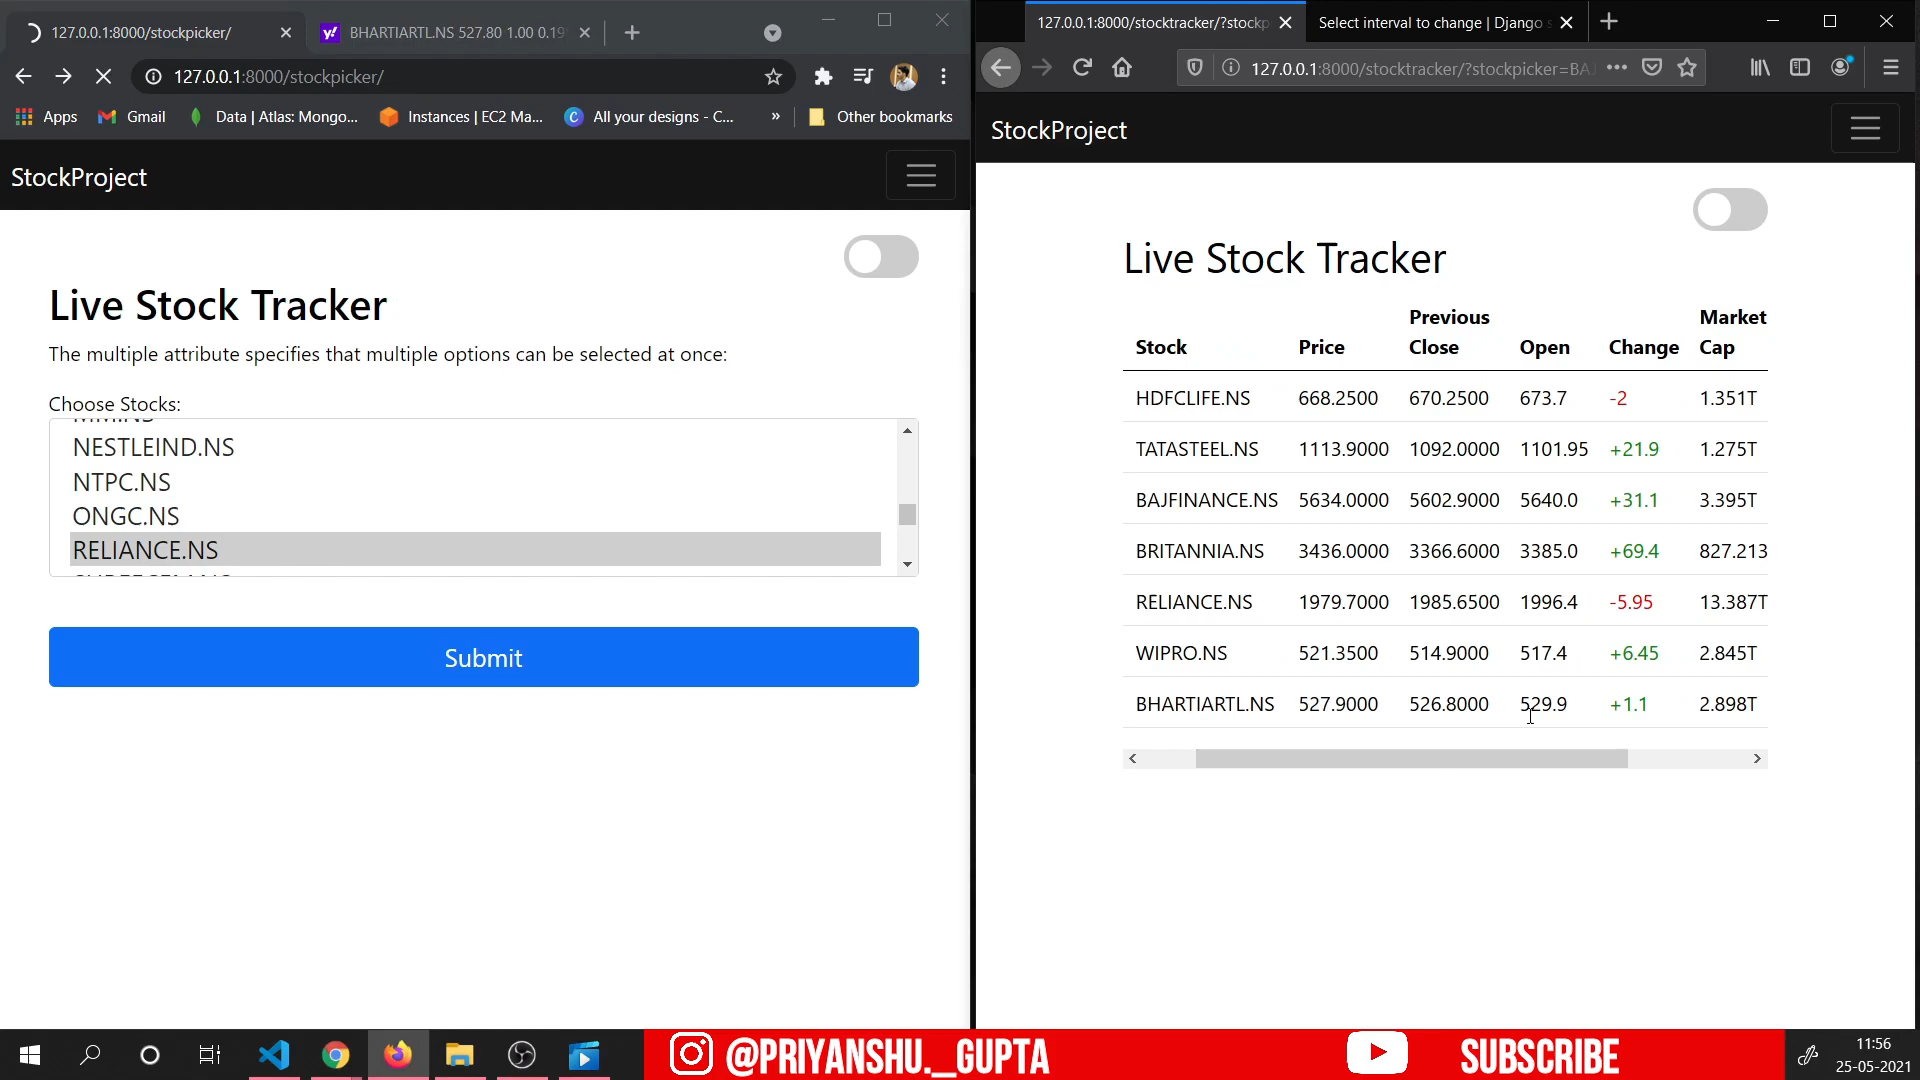 127.0.0.1:8000/stockpicker/
BHARTIARTL.NS 527.80 1.00 0.19
127.0.0.1:8000/stockpicker/
Apps
Gmail
Data | Atlas: Mongo...
Instances | EC2 Ma...
All your designs - C...
»
Other bookmarks
StockProject
Live Stock Tracker
The multiple attribute specifies that multiple options can be selected at once:
Choose Stocks:
NESTLEIND.NS
NTPC.NS
ONGC.NS
RELIANCE.NS
Submit
127.0.0.1:8000/stocktracker/?stockp
Select interval to change | Django
127.0.0.1:8000/stocktracker/?stockpicker=BAJ
StockProject
Live Stock Tracker
Stock Price Previous Close Open Change Market Cap
HDFCLIFE.NS 668.2500 670.2500 673.7 -2 1.351T
TATASTEEL.NS 1113.9000 1092.0000 1101.95 +21.9 1.275T
BAJFINANCE.NS 5634.0000 5602.9000 5640.0 +31.1 3.395T
BRITANNIA.NS 3436.0000 3366.6000 3385.0 +69.4 827.213
RELIANCE.NS 1979.7000 1985.6500 1996.4 -5.95 13.387T
WIPRO.NS 521.3500 514.9000 517.4 +6.45 2.845T
BHARTIARTL.NS 527.9000 526.8000 529.9 +1.1 2.898T
@PRIYANSHU._GUPTA
SUBSCRIBE
11:56
25-05-2021